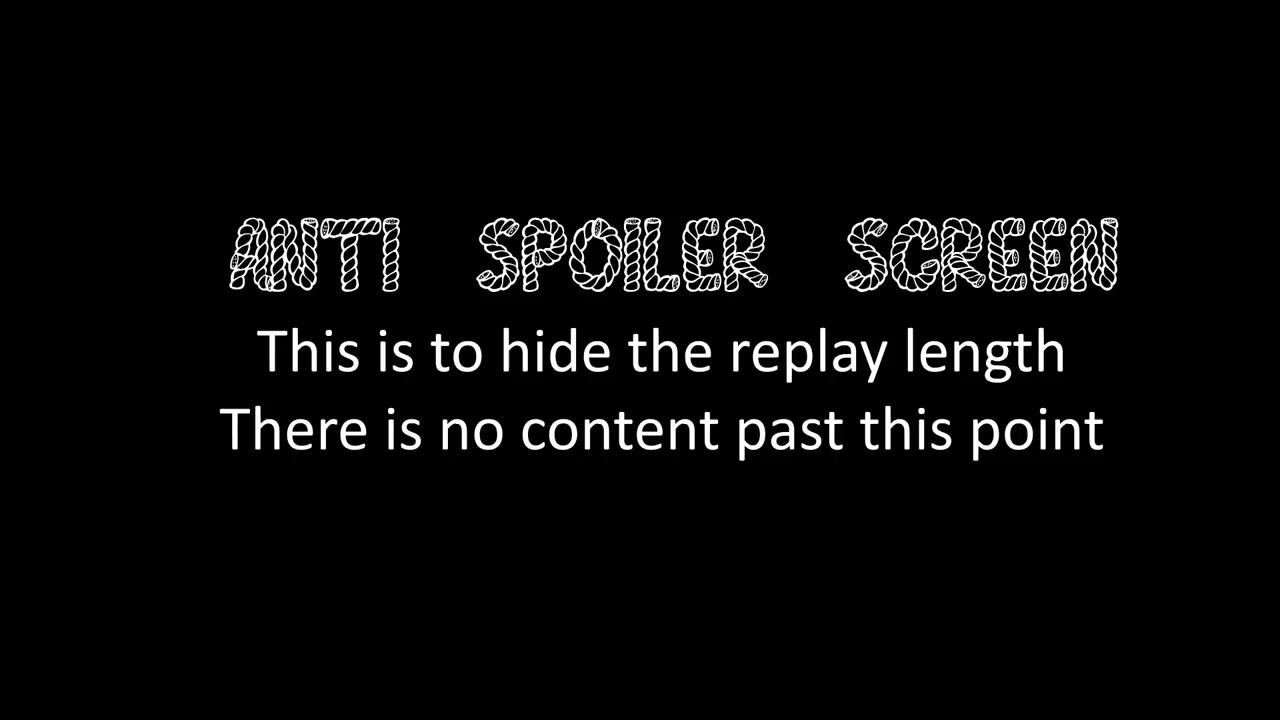 ANTI SPOILER SCREEN
This is to hide the replay length
There is no content past this point